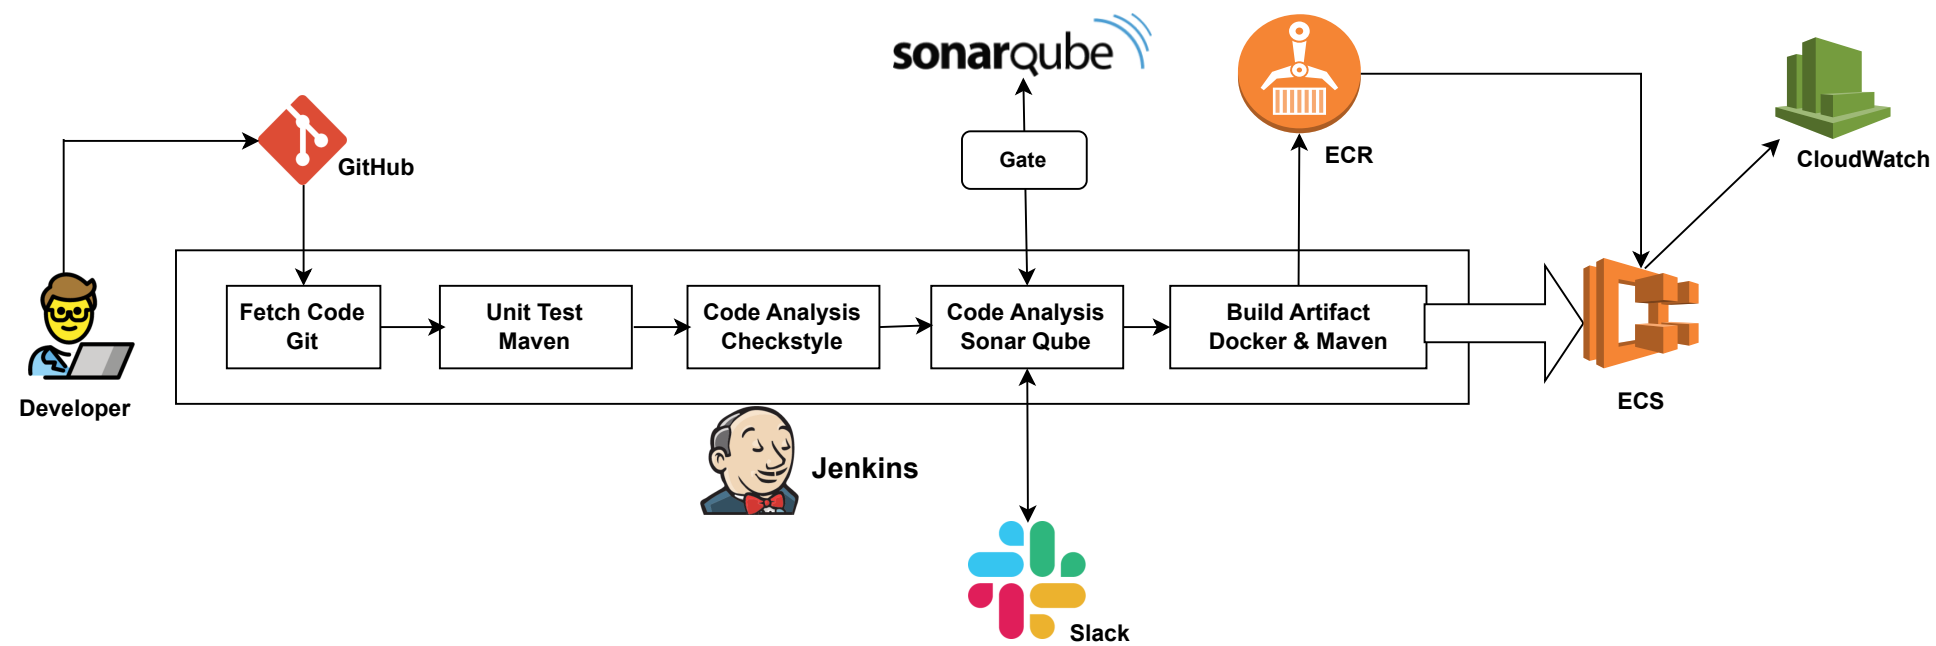 sonarqube
GitHub
Gate
ECR
CloudWatch
Fetch Code
Git
Unit Test
Maven
Code Analysis
Checkstyle
Code Analysis
Sonar Qube
Build Artifact
Docker & Maven
Developer
ECS
Jenkins
Slack